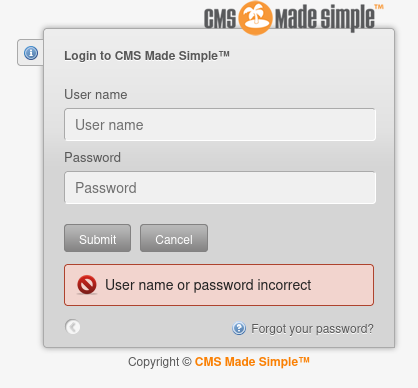 CMS made simple™
Login to CMS Made Simple™
User name
User name
Password
Password
Submit
Cancel
User name or password incorrect
Forgot your password?
Copyright © CMS Made Simple™